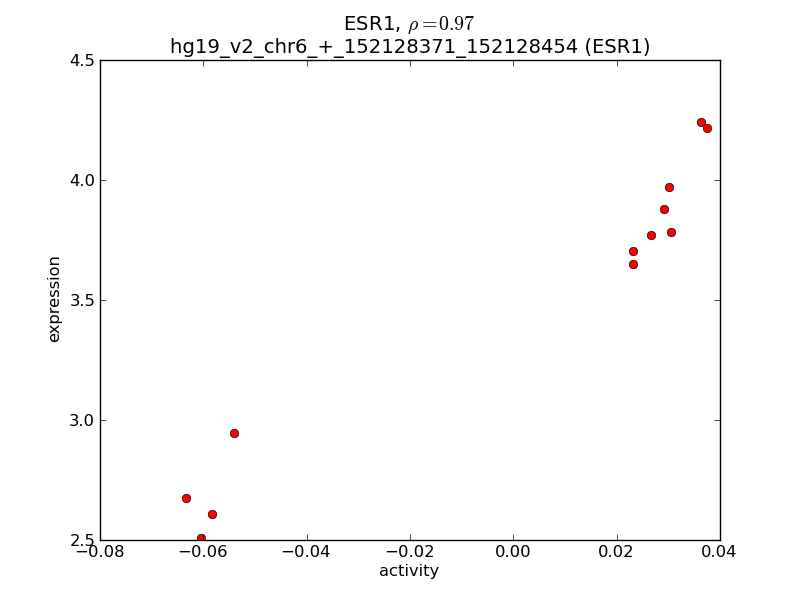 ESR1, ρ=0.97
hg19_v2_chr6_+_152128371_152128454 (ESR1)
4.5
4.0
3.5
3.0
2.5
expression
−0.08 −0.06 −0.04 −0.02 0.00 0.02 0.04
activity